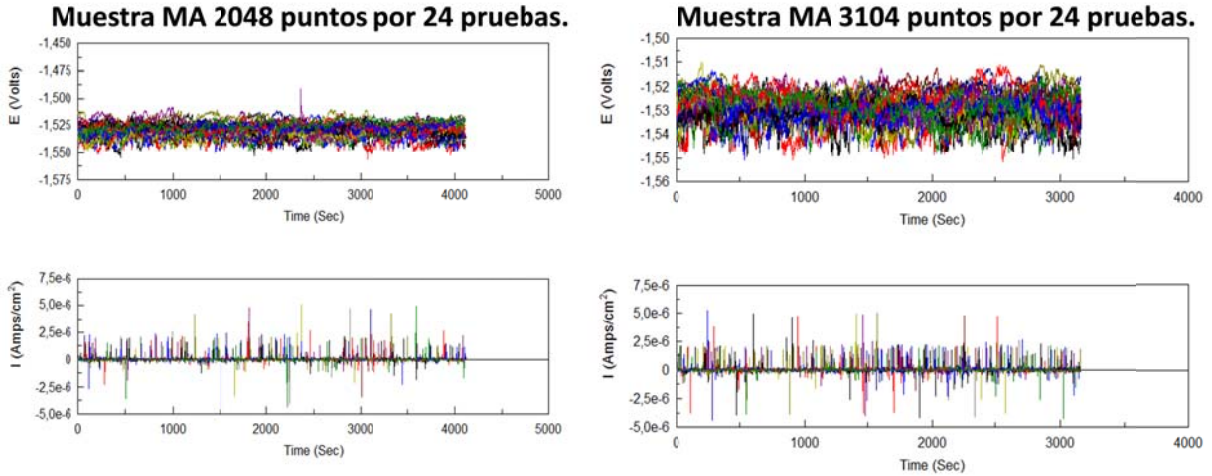 Muestra MA 2048 puntos por 24 pruebas.
-1,450
-1,475
-1,500
-1,525
-1,550
-1,575
E (Volts)
0 1000 2000 3000 4000 5000
Time (Sec)
7,5e-6
5,0e-6
2,5e-6
0
-2,5e-6
-5,0e-6
I (Amps/cm²)
0 1000 2000 3000 4000 5000
Time (Sec)
Muestra MA 3104 puntos por 24 pruebas.
-1,50
-1,51
-1,52
-1,53
-1,54
-1,55
-1,56
E (Volts)
0 1000 2000 3000 4000
Time (Sec)
7,5e-6
5,0e-6
2,5e-6
0
-2,5e-6
-5,0e-6
I (Amps/cm²)
0 1000 2000 3000 4000
Time (Sec)